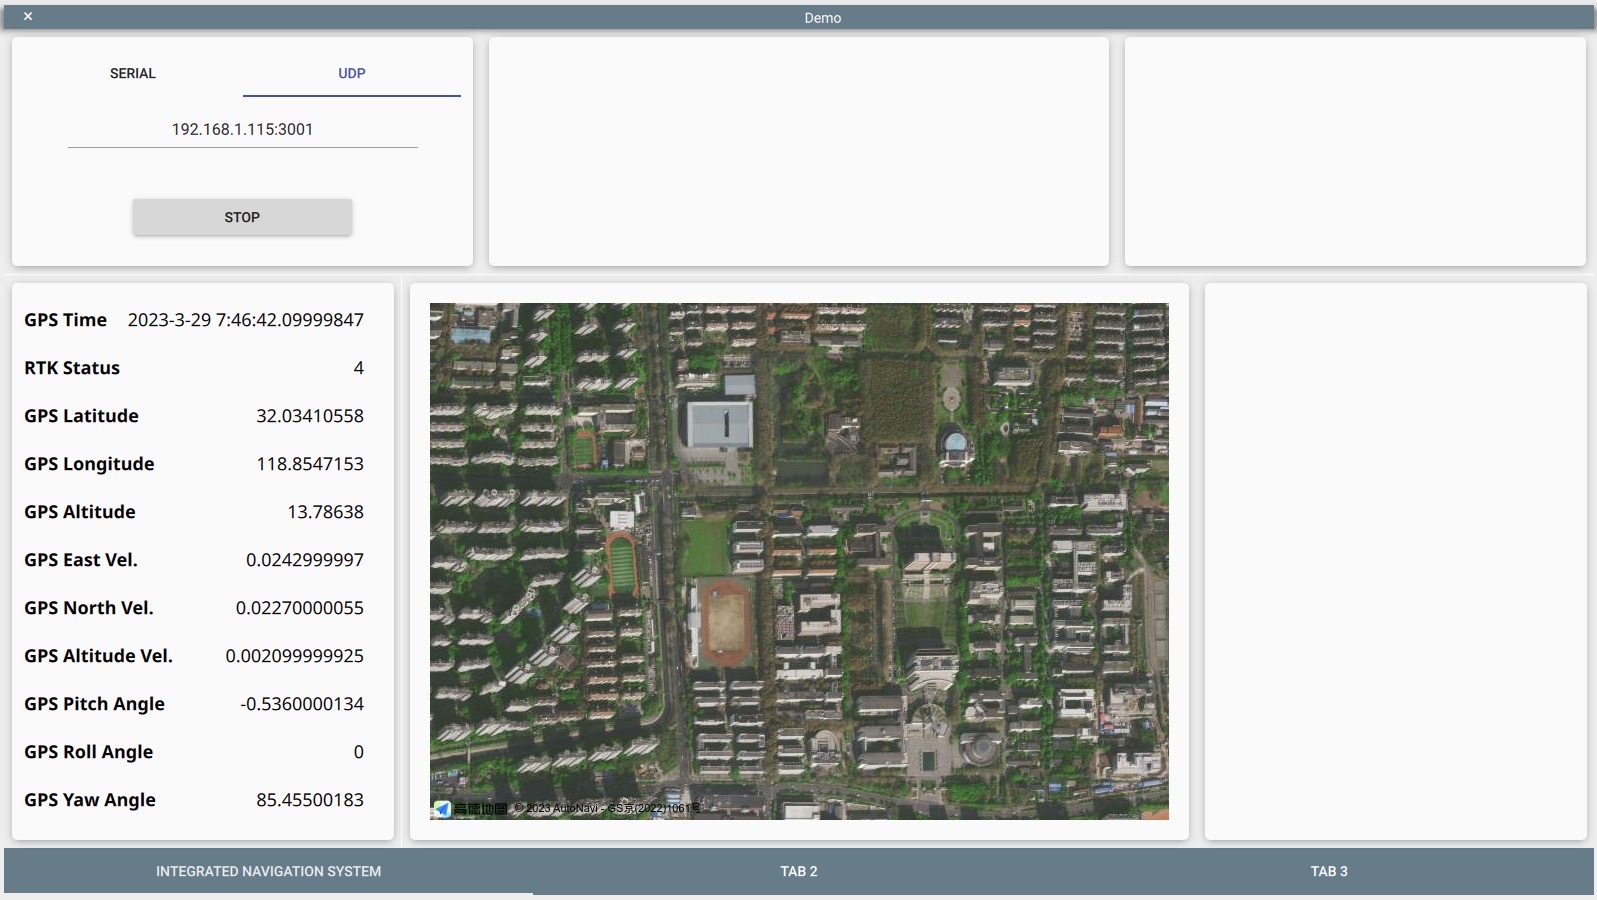 × Demo
SERIAL UDP
192.168.1.115:3001
STOP
GPS Time 2023-3-29 7:46:42.09999847
RTK Status 4
GPS Latitude 32.03410558
GPS Longitude 118.8547153
GPS Altitude 13.78638
GPS East Vel. 0.0242999997
GPS North Vel. 0.02270000055
GPS Altitude Vel. 0.002099999925
GPS Pitch Angle -0.5360000134
GPS Roll Angle 0
GPS Yaw Angle 85.45500183
高德地图 © 2023 AutoNavi - GS京(2022)1061号
INTEGRATED NAVIGATION SYSTEM TAB 2 TAB 3